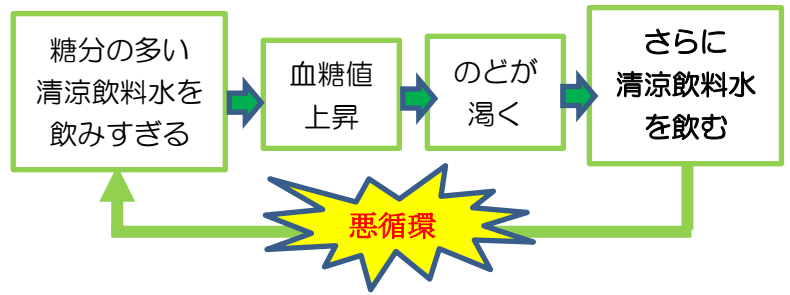 糖分の多い
清涼飲料水を
飲みすぎる
血糖値
上昇
のどが
渇く
さらに
清涼飲料水
を飲む
悪循環